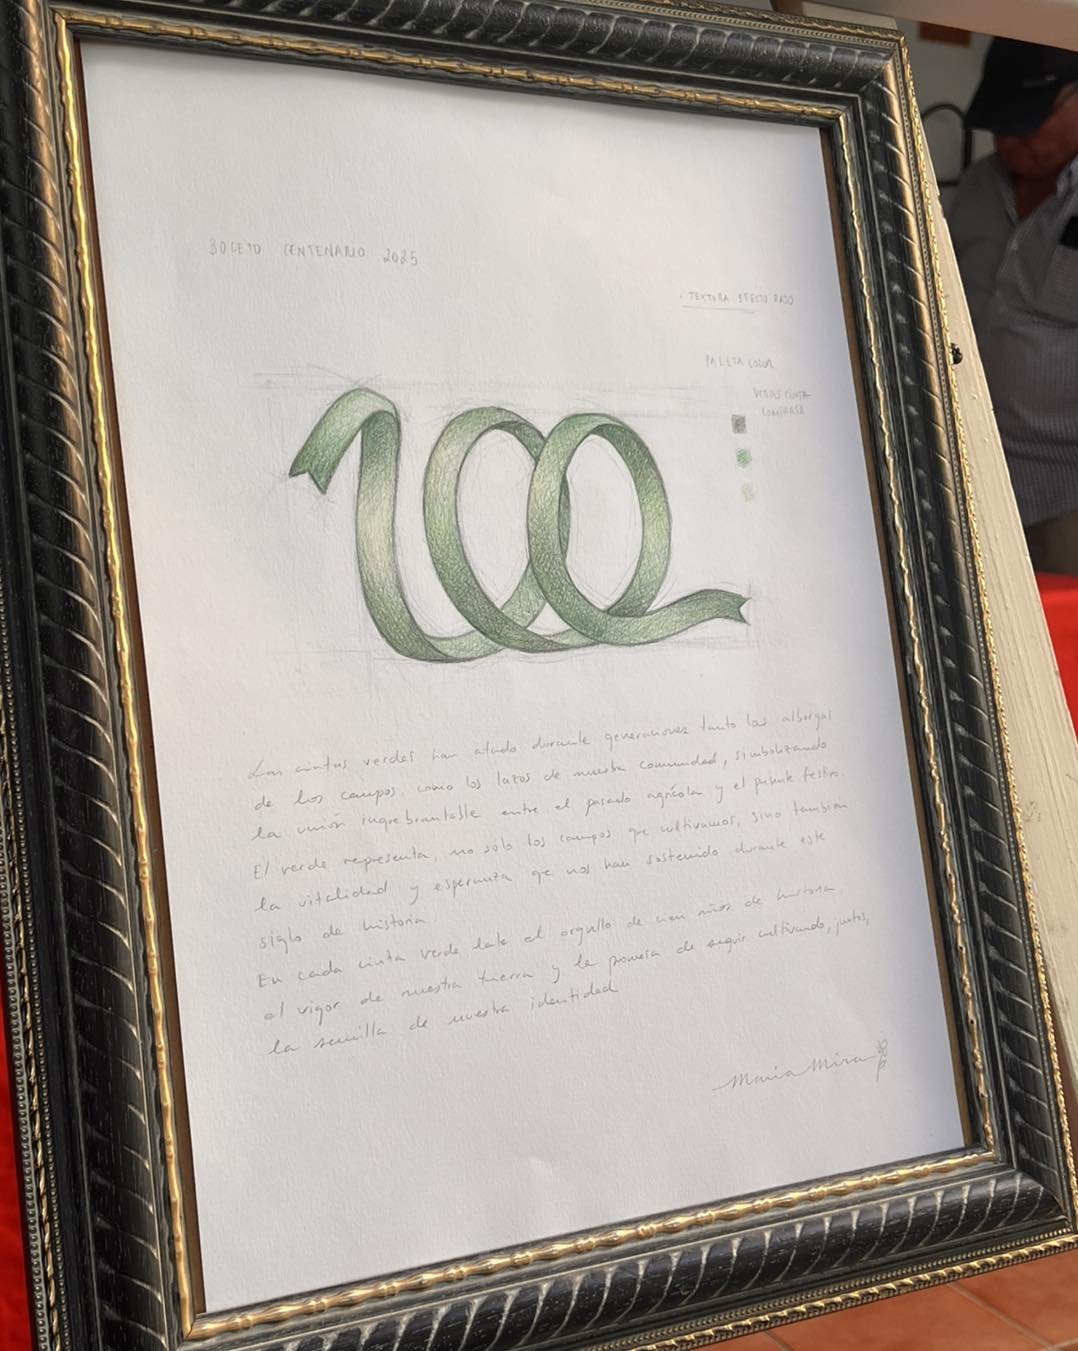 BOCETO CENTENARIO 2025
· TEXTURA EFECTO RASO
PALETA COLOR
VERDES CINTA
COMPARSA
Las cintas verdes han atado durante generaciones tanto las albergas
de los campos, como los lazos de nuestra comunidad, simbolizando
la unión inquebrantable entre el pasado agrícola y el presente festero.
El verde representa, no sólo los campos que cultivamos, sino también
la vitalidad y esperanza que nos han sostenido durante este
siglo de historia.
En cada cinta verde late el orgullo de cien años de historia,
el vigor de nuestra tierra y la promesa de seguir cultivando, juntos,
la semilla de nuestra identidad
Maria Mira